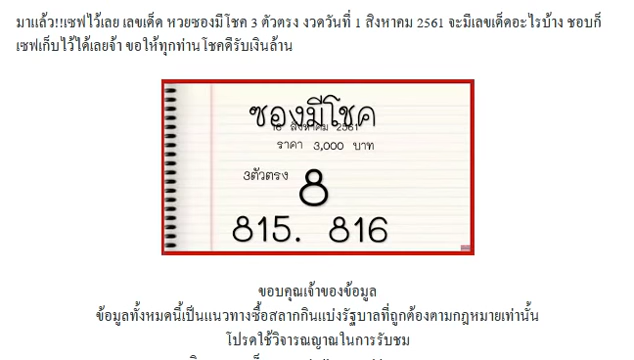 มาแล้ว!!เซฟไว้เลย เลขเด็ด หวยซองมีโชค 3 ตัวตรง งวดวันที่ 1 สิงหาคม 2561 จะมีเลขเด็ดอะไรบ้าง ชอบก็
เซฟเก็บไว้ได้เลยจ้า ขอให้ทุกท่านโชคดีรับเงินล้าน
ซองมีโชค
16 สิงหาคม 2561
ราคา 3,000 บาท
3ตัวตรง
8
815. 816
ขอบคุณเจ้าของข้อมูล
ข้อมูลทั้งหมดนี้เป็นแนวทางซื้อสลากกินแบ่งรัฐบาลที่ถูกต้องตามกฎหมายเท่านั้น
โปรดใช้วิจารณญาณในการรับชม